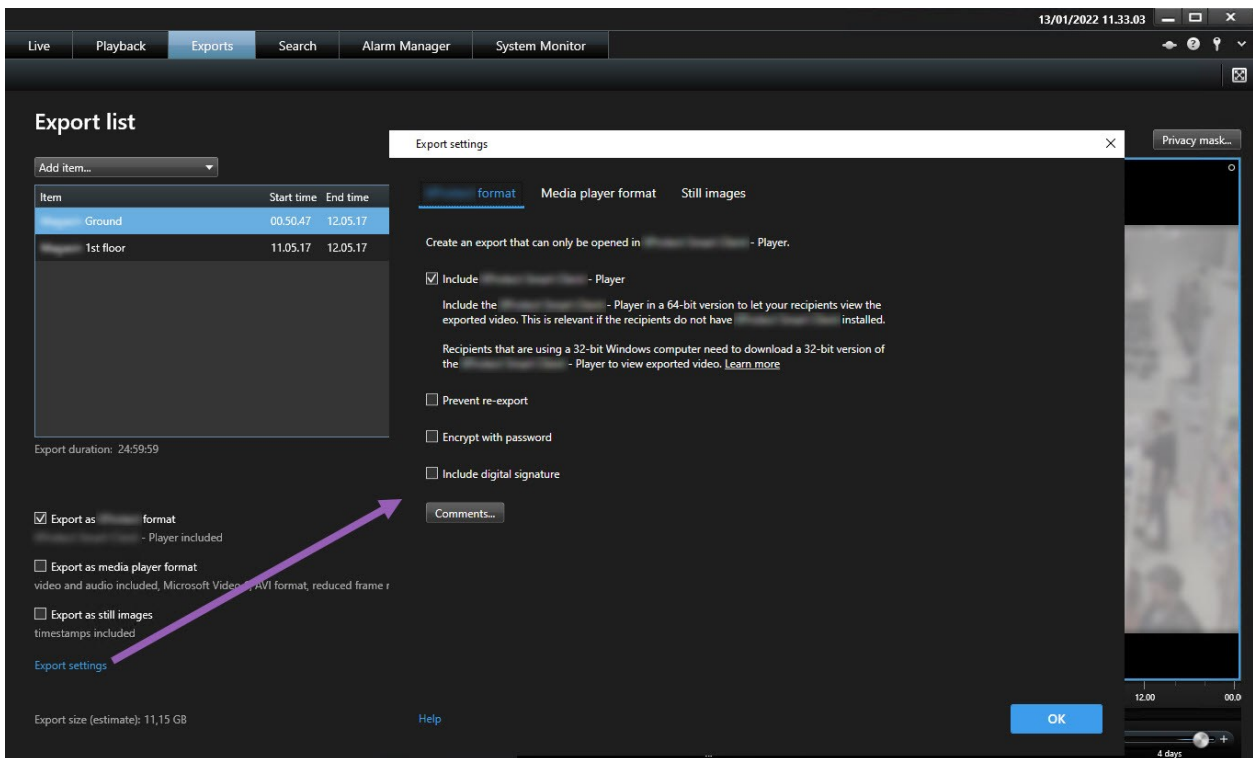 13/01/2022 11.33.03
Live Playback Exports Search Alarm Manager System Monitor
Export list
Add item...
Item Start time End time
Ground 00.50.47 12.05.17
1st floor 11.05.17 12.05.17
Export duration: 24:59:59
Export as format
- Player included
Export as media player format
video and audio included, Microsoft Video AVI format, reduced frame
Export as still images
timestamps included
Export settings
Export size (estimate): 11,15 GB
Export settings
format Media player format Still images
Create an export that can only be opened in - Player.
Include - Player
Include the - Player in a 64-bit version to let your recipients view the
exported video. This is relevant if the recipients do not have installed.
Recipients that are using a 32-bit Windows computer need to download a 32-bit version of
the - Player to view exported video. Learn more
Prevent re-export
Encrypt with password
Include digital signature
Comments...
Help
OK
Privacy mask...
12.00 00.0
4 days